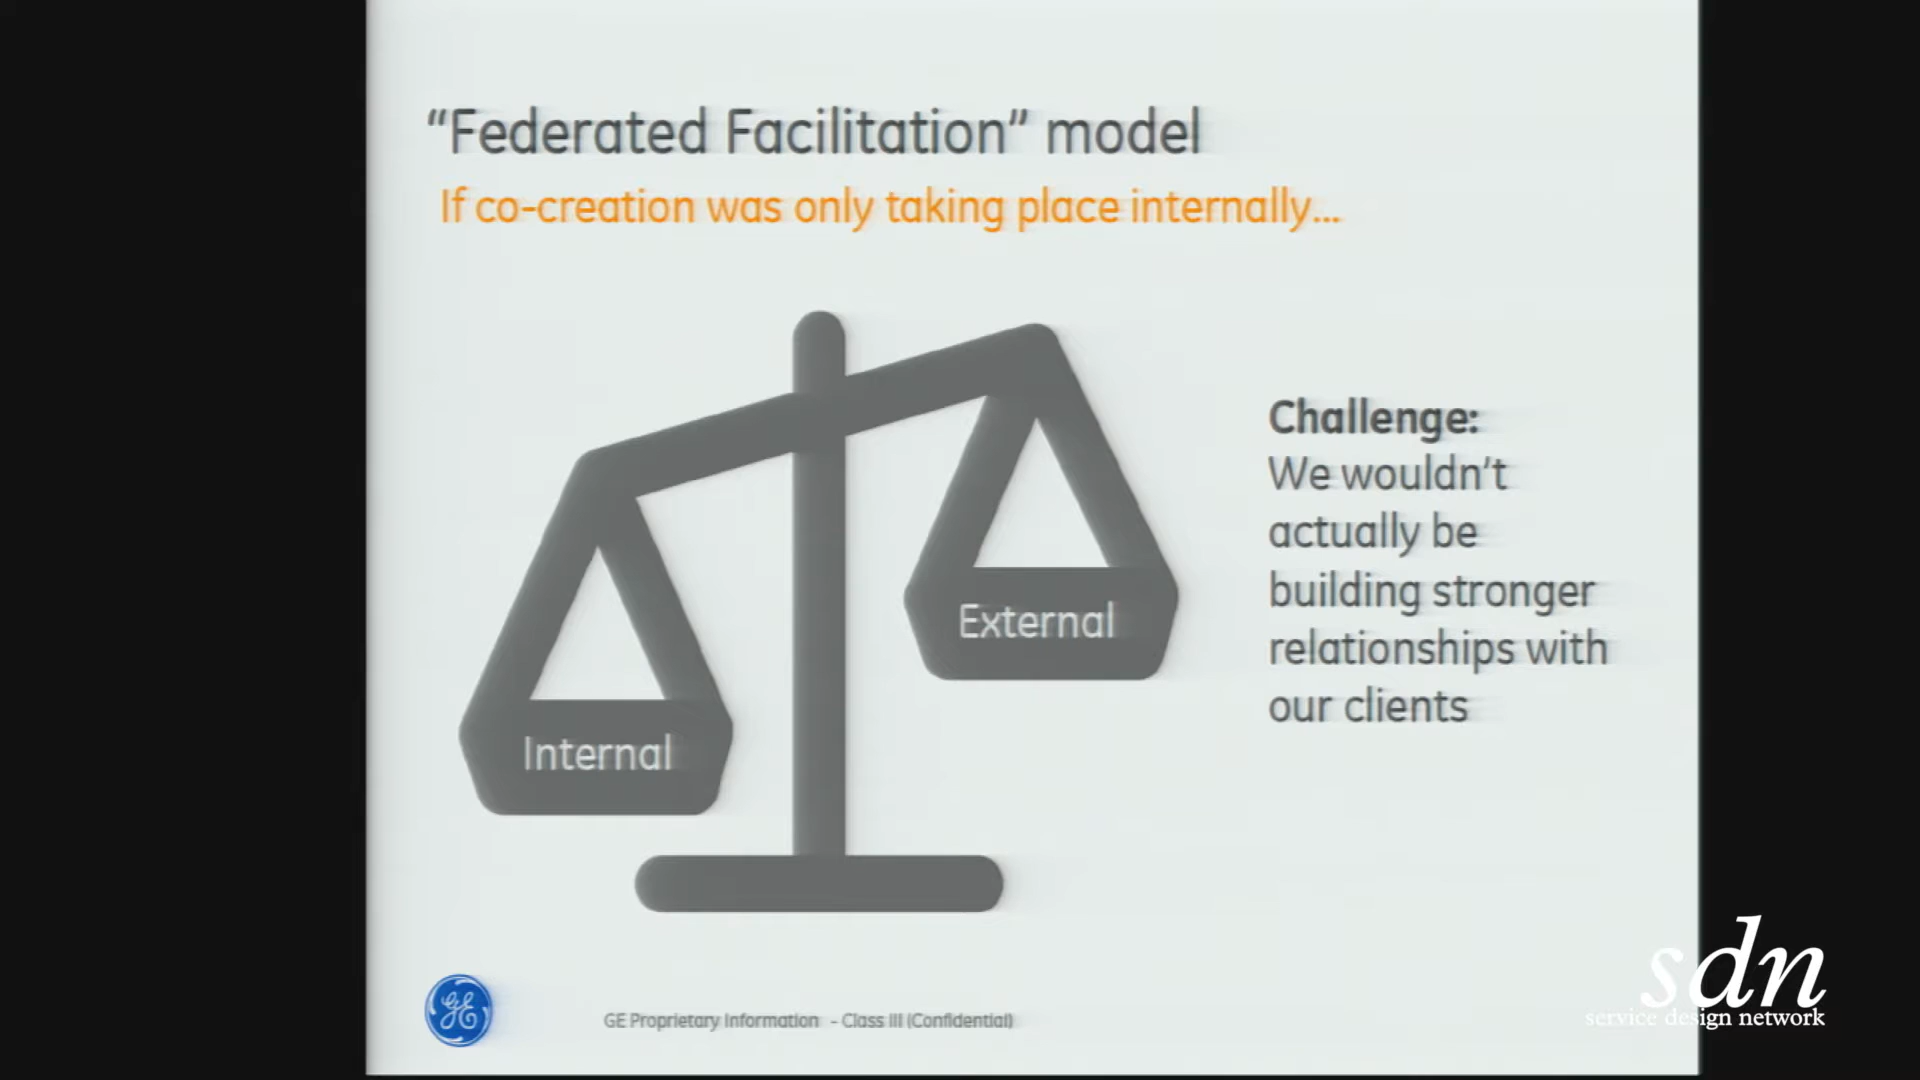 “Federated Facilitation” model
If co-creation was only taking place internally...
External
Internal
Challenge:
We wouldn’t
actually be
building stronger
relationships with
our clients
GE
GE Proprietary Information - Class III (Confidential)
sdn
service design network